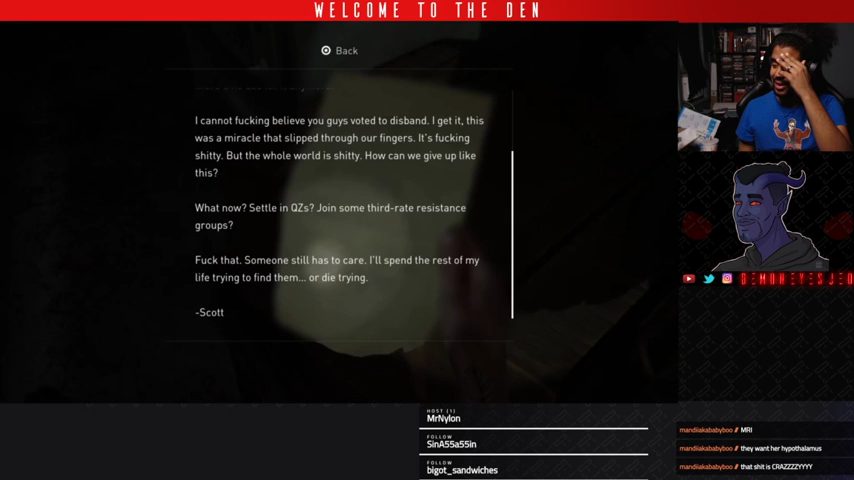 WELCOME TO THE DEN
Back
I cannot fucking believe you guys voted to disband. I get it, this
was a miracle that slipped through our fingers. It's fucking
shitty. But the whole world is shitty. How can we give up like
this?
What now? Settle in QZs? Join some third-rate resistance
groups?
Fuck that. Someone still has to care. I'll spend the rest of my
life trying to find them... or die trying.
-Scott
DEMONEYESJEO
HOST [1]
MrNylon
FOLLOW
SinA55a55in
FOLLOW
bigot_sandwiches
mandiiakababyboo // MRI
mandiiakababyboo // they want her hypothalamus
mandiiakababyboo // that shit is CRAZZZZYYYY